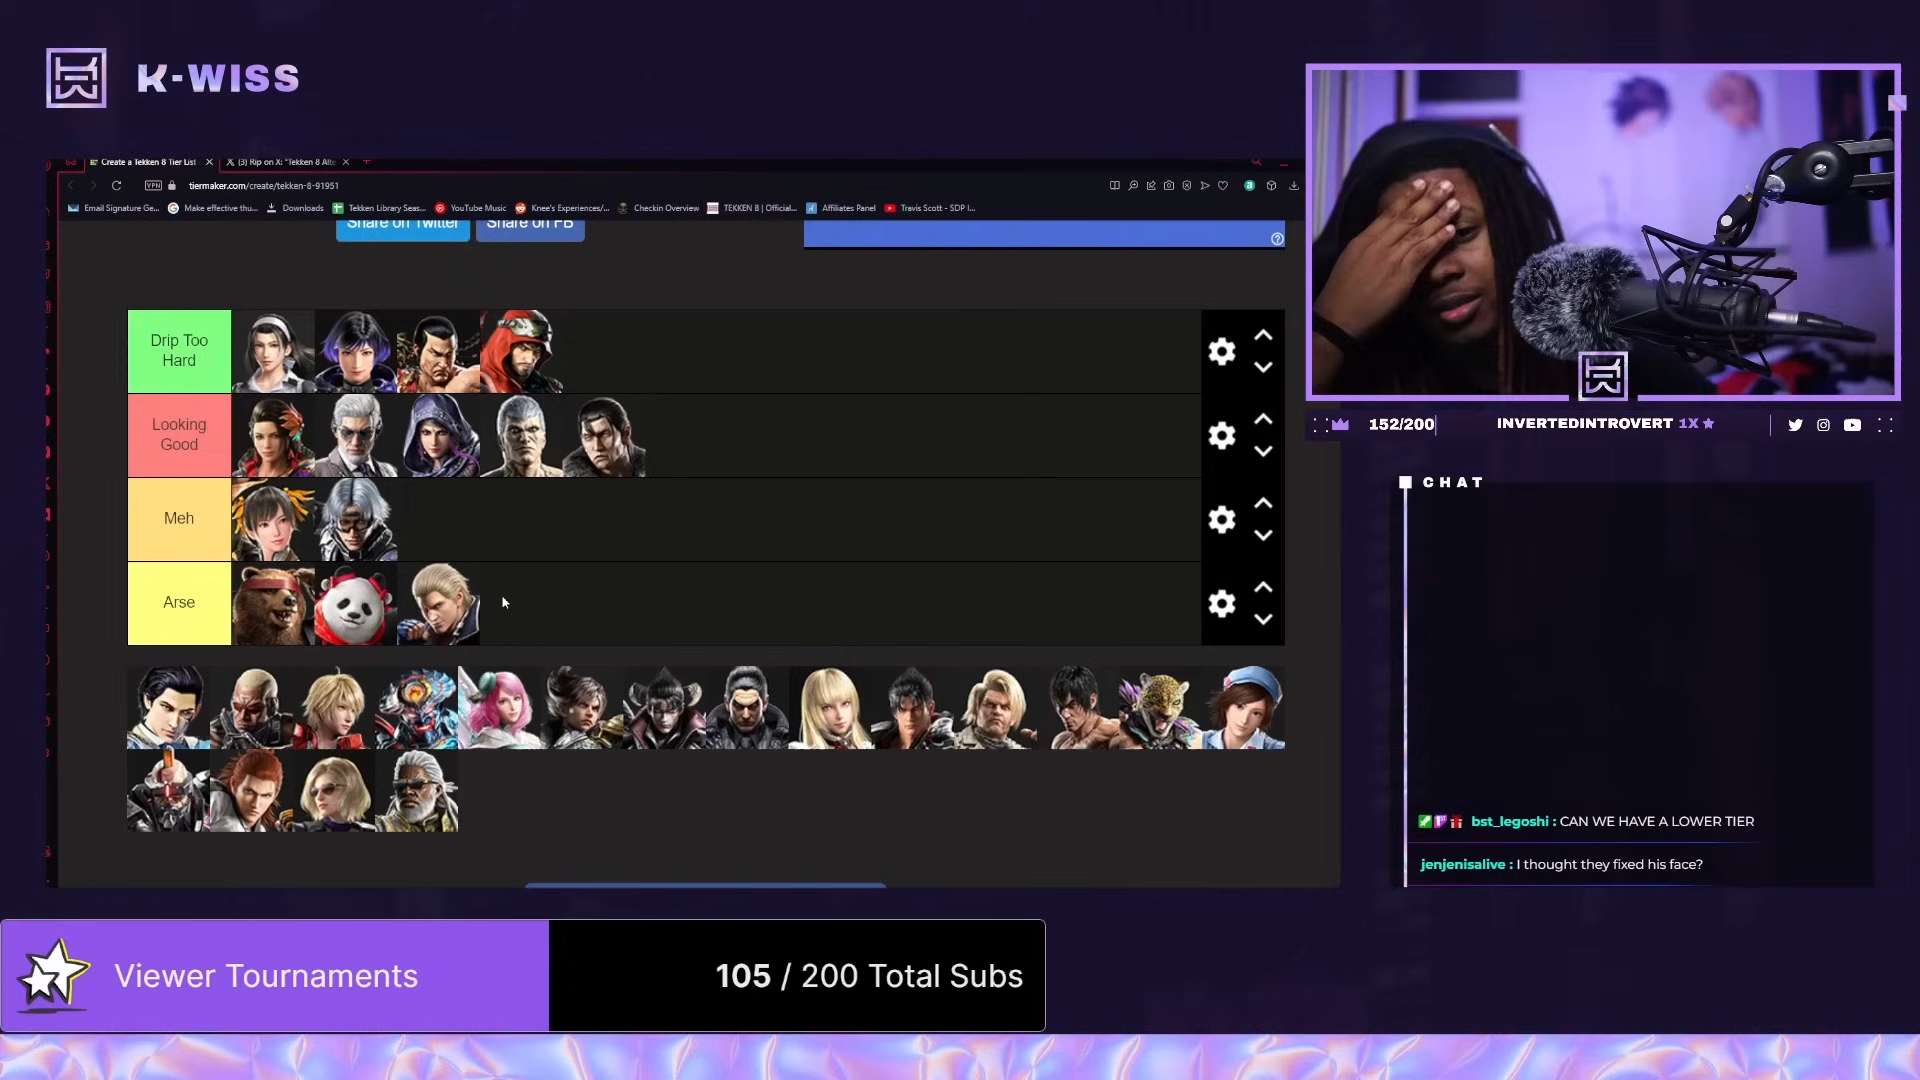 K-WISS
Create a Tekken 8 Tier List
(3) Rip on X: "Tekken 8 Alte
VPN
tiermaker.com/create/tekken-8-91951
Email Signature Ge...
Make effective thu...
Downloads
Tekken Library Seas...
YouTube Music
Knee's Experiences/...
Checkin Overview
TEKKEN 8 | Official...
Affiliates Panel
Travis Scott - SDP I...
Share on Twitter
Share on FB
Drip Too
Hard
Looking
Good
Meh
Arse
152/200
INVERTEDINTROVERT 1X
CHAT
bst_legoshi : CAN WE HAVE A LOWER TIER
jenjenisalive : I thought they fixed his face?
Viewer Tournaments
105 / 200 Total Subs